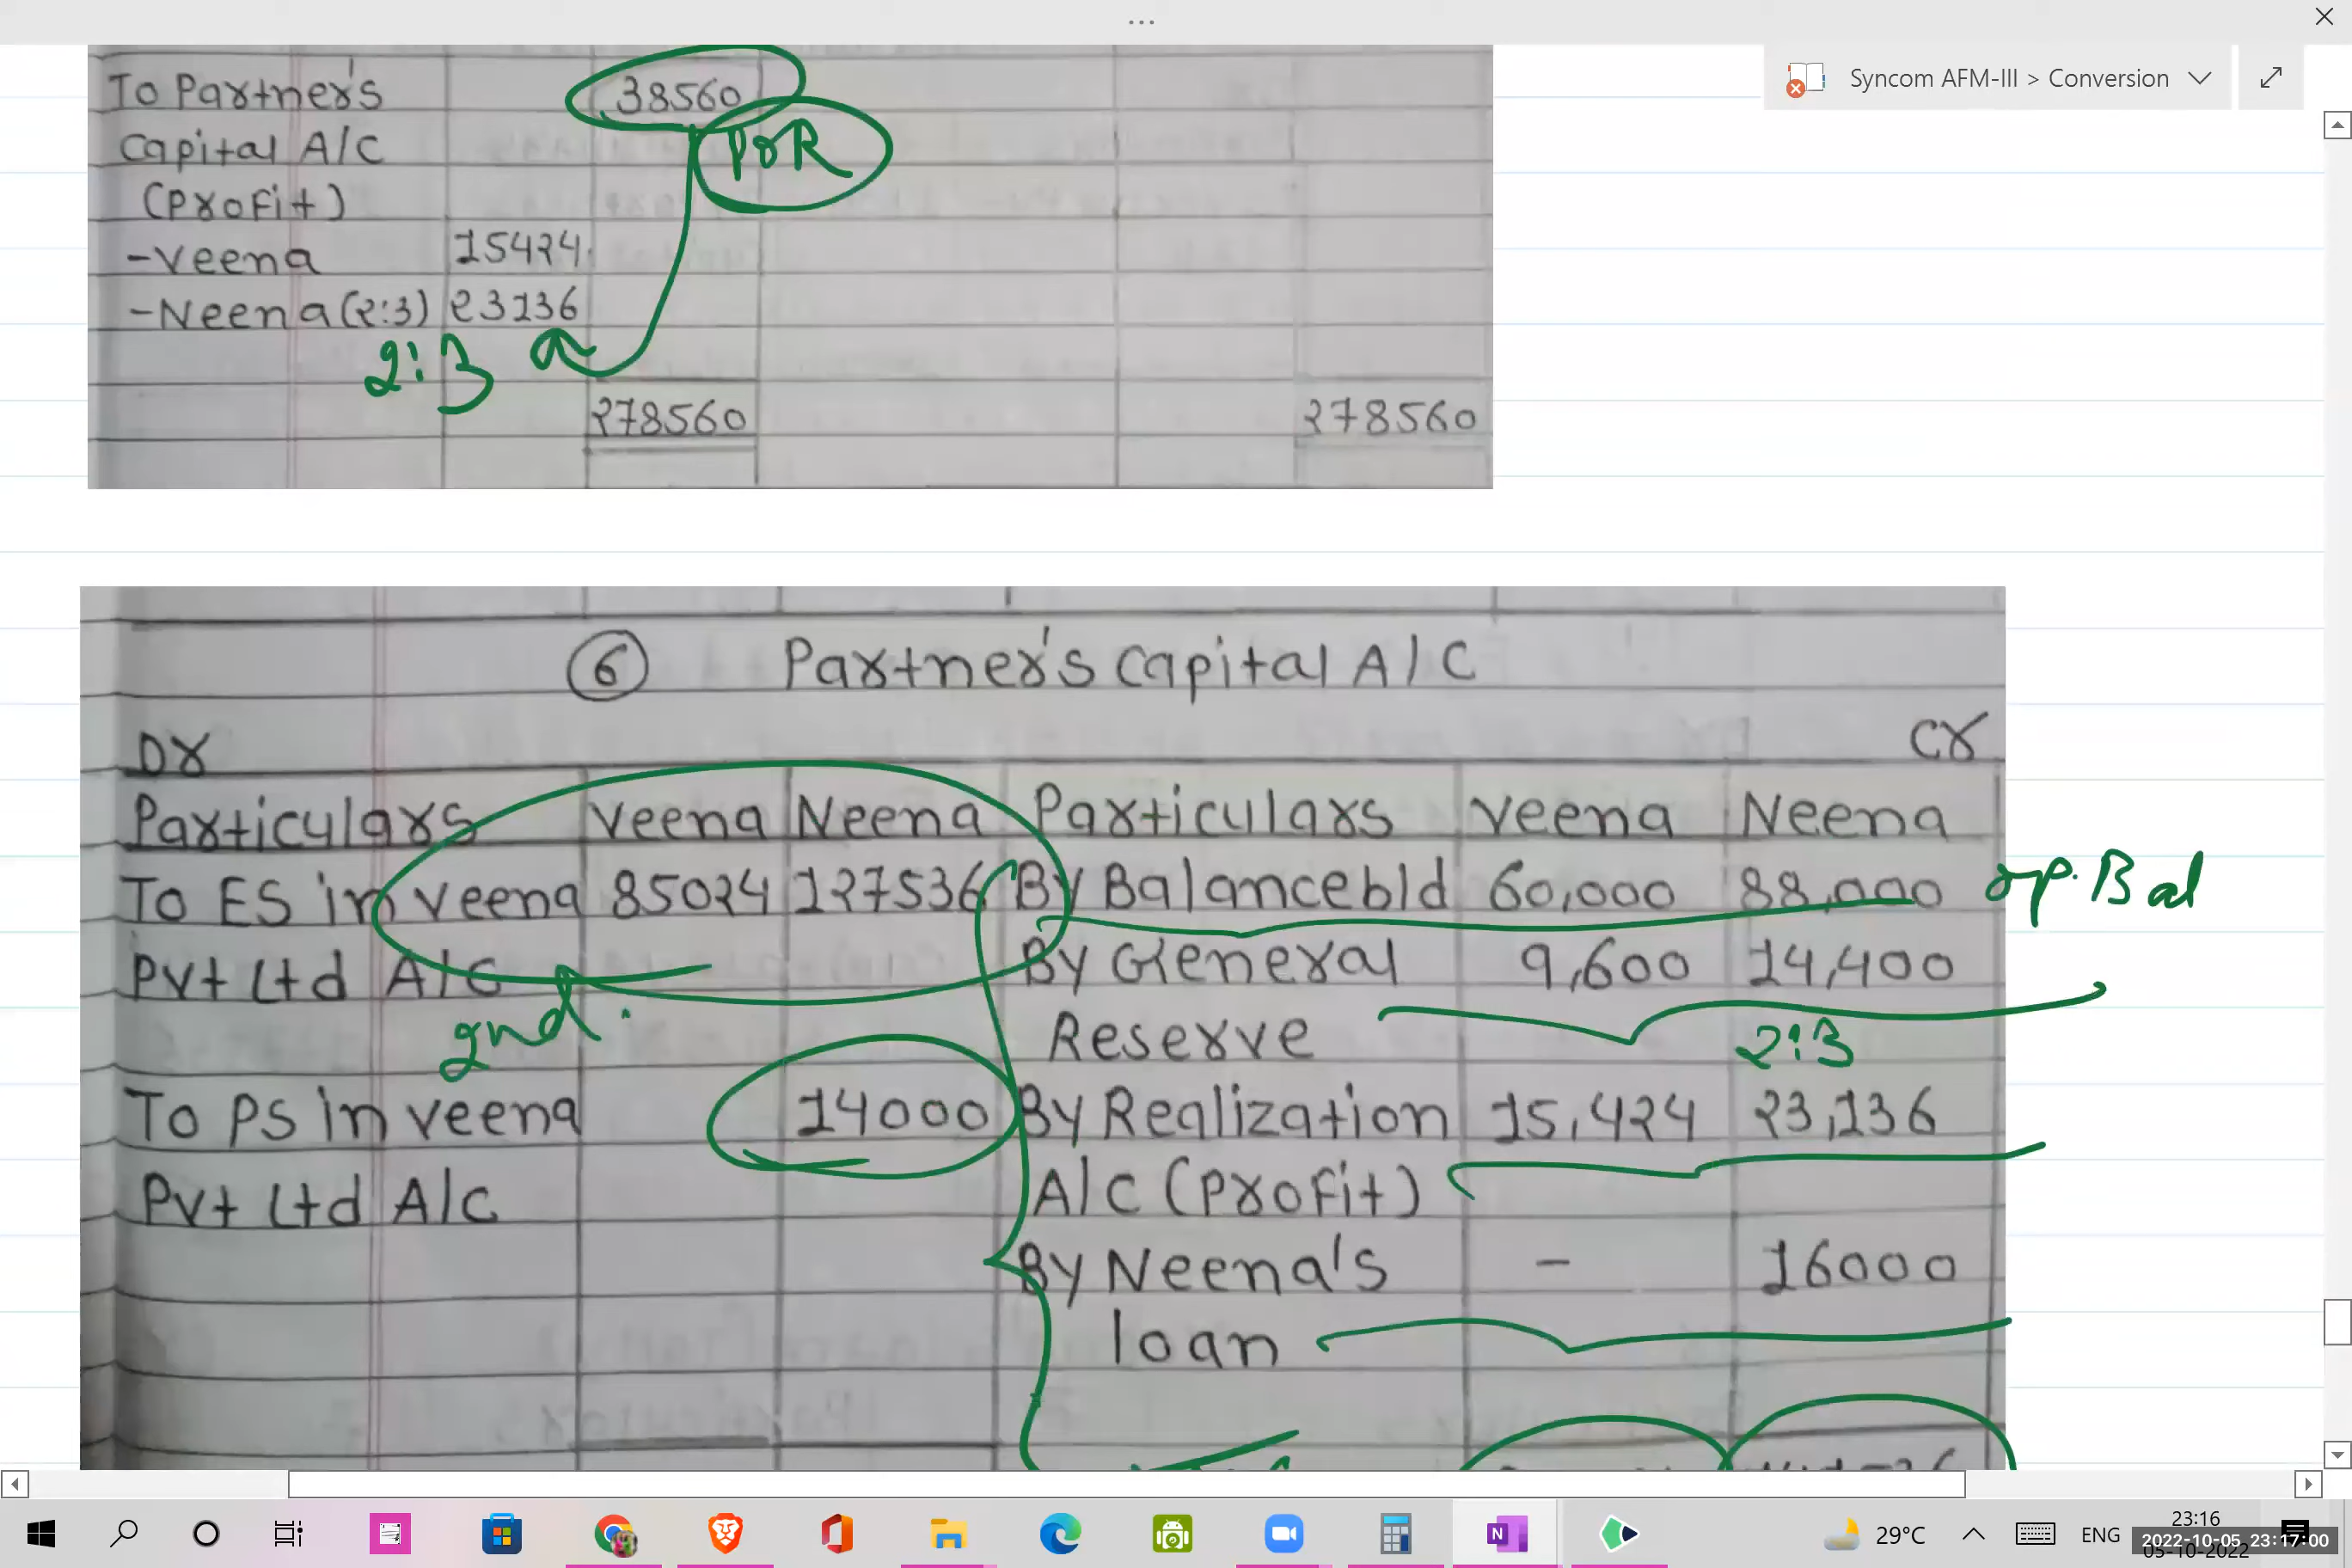 ...
Syncom AFM-III > Conversion
To Partner's 38560
Capital A/C PoR
(Profit)
-Veena 15424
-Neena (2:3) 23136
2:3
278560 278560
6 Partner's Capital A/C
Dr Cr
Particulars Veena Neena Particulars Veena Neena
To ES in Veena 85024 127536 By Balance b/d 60,000 88,000 op. Bal
Pvt Ltd A/C By General 9,600 14,400
2nd. Reserve 2:3
To PS in Veena 14000 By Realization 15,424 23,136
Pvt Ltd A/C A/C (Profit)
By Neena's - 16000
loan
29°C
ENG
23:16
2022-10-05 23:17:00